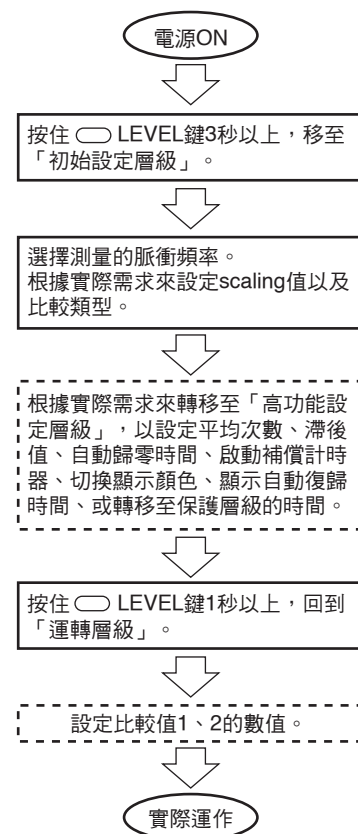 電源ON
按住 LEVEL鍵3秒以上，移至
「初始設定層級」。
選擇測量的脈衝頻率。
根據實際需求來設定scaling值以及
比較類型。
根據實際需求來轉移至「高功能設
定層級」，以設定平均次數、滯後
值、自動歸零時間、啟動補償計時
器、切換顯示顏色、顯示自動復歸
時間、或轉移至保護層級的時間。
按住 LEVEL鍵1秒以上，回到
「運轉層級」。
設定比較值1、2的數值。
實際運作